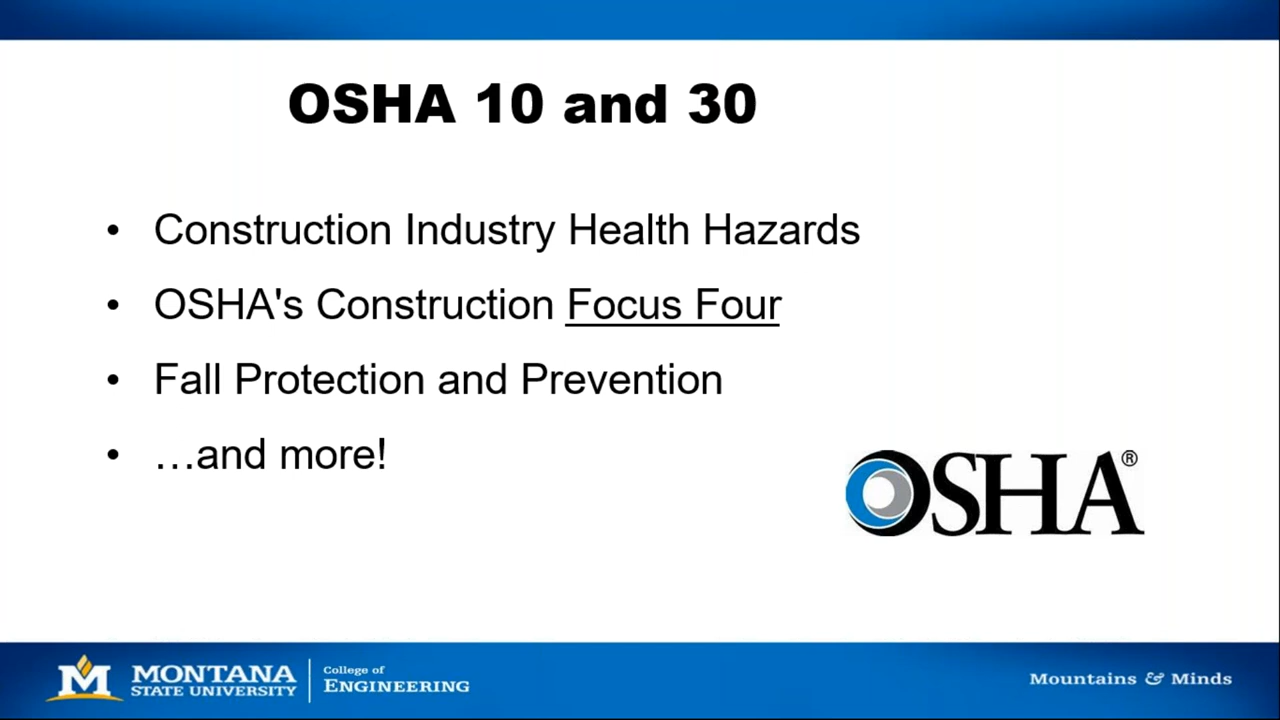 OSHA 10 and 30
• Construction Industry Health Hazards
• OSHA's Construction Focus Four
• Fall Protection and Prevention
• …and more!
OSHA®
M MONTANA
STATE UNIVERSITY
College of
ENGINEERING
Mountains & Minds